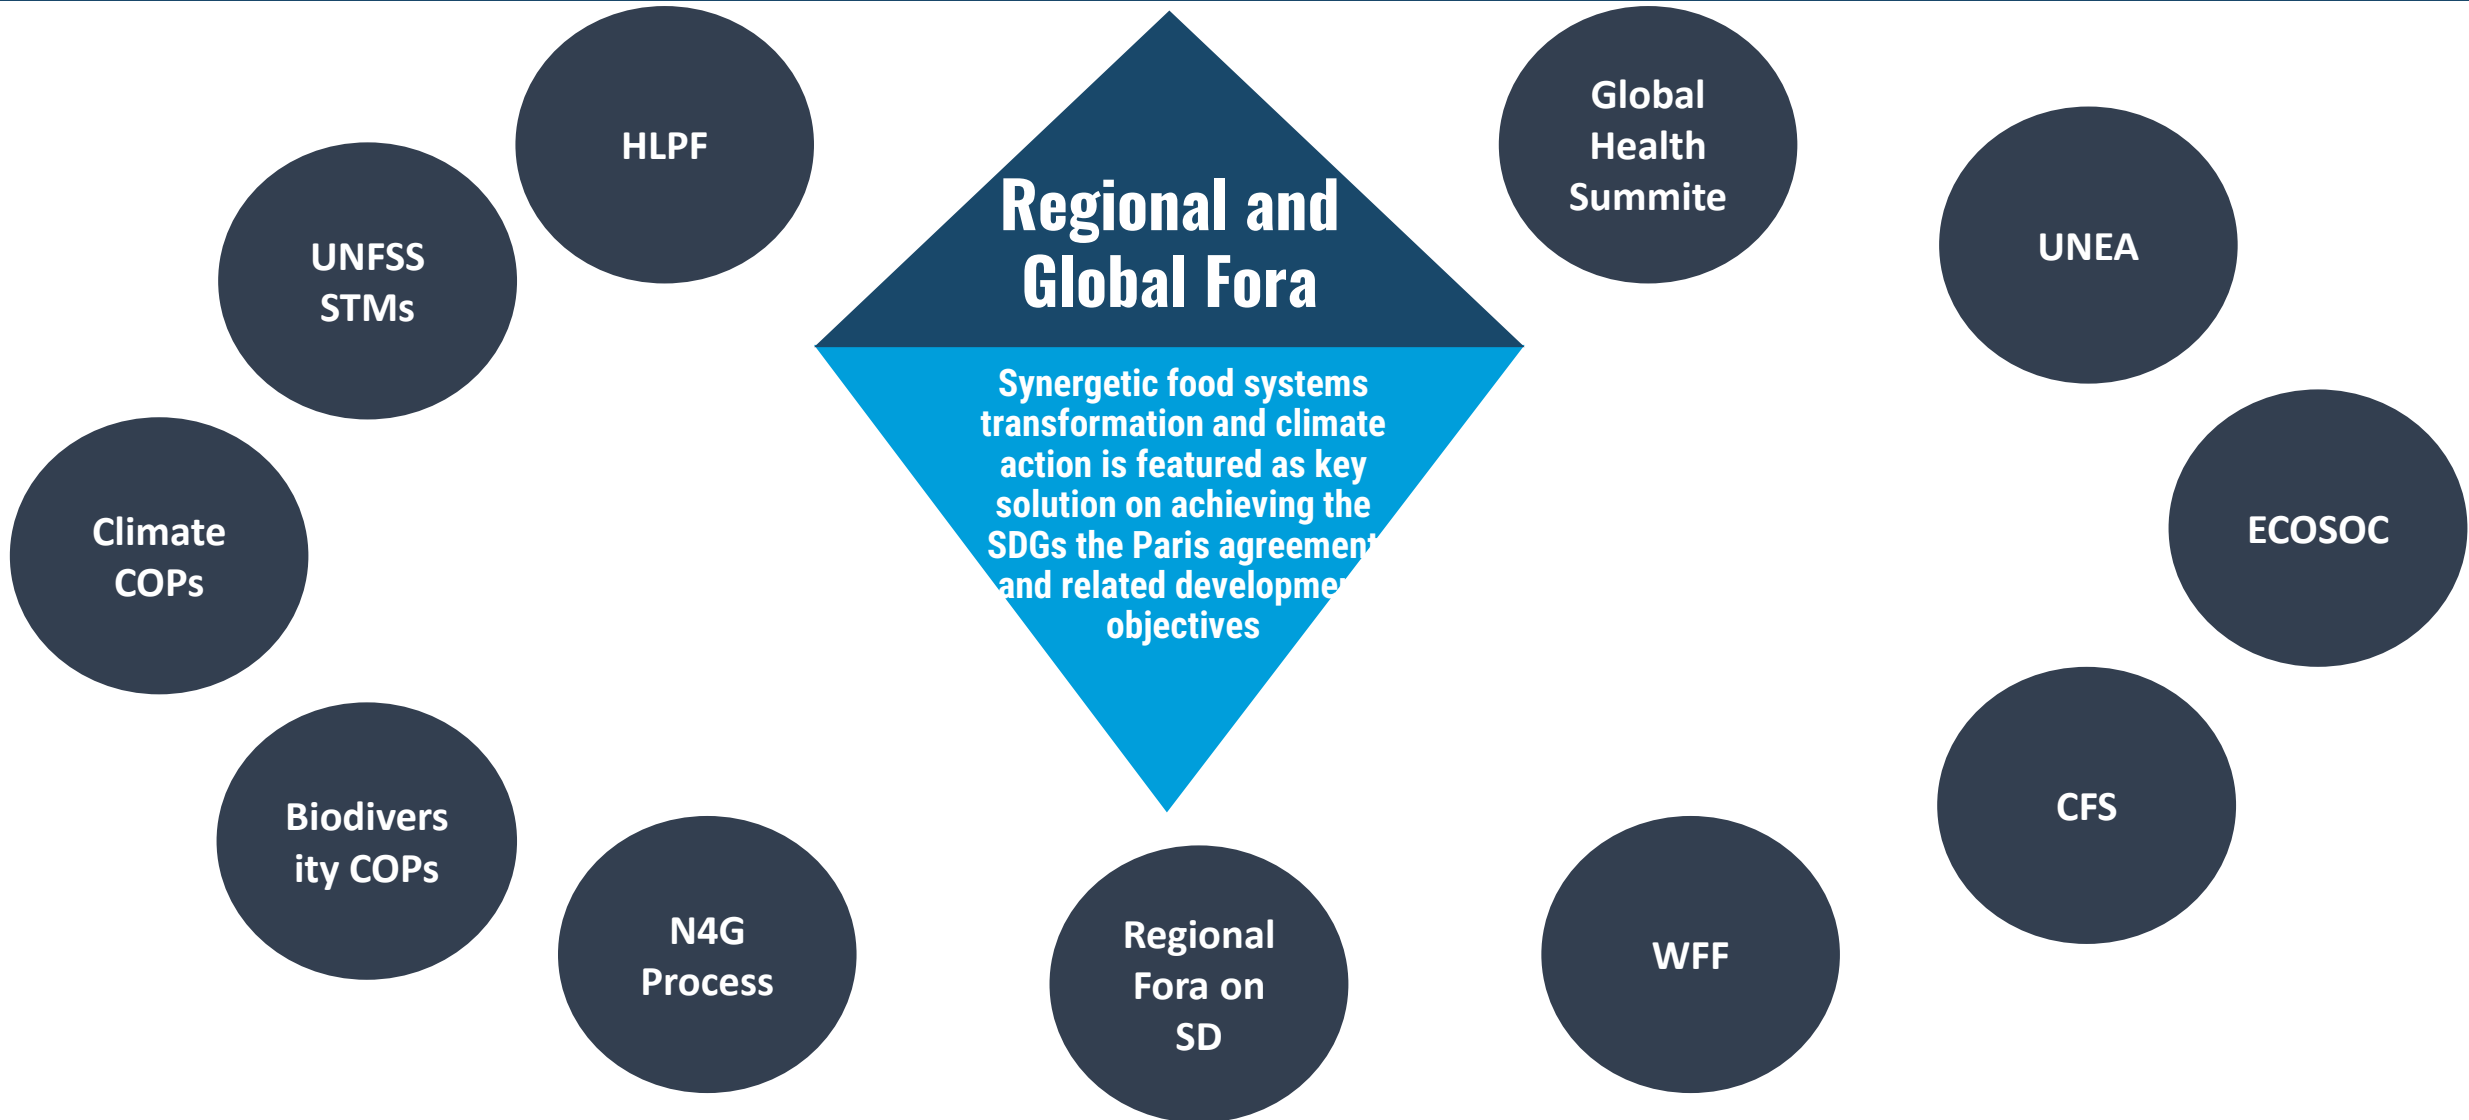 HLPF
UNFSS
STMs
Climate
COPs
Biodivers
ity COPs
N4G
Process
Regional and
Global Fora
Synergetic food systems
transformation and climate
action is featured as key
solution on achieving the
SDGs the Paris agreement
and related developmen
objectives
Regional
Fora on
SD
Global
Health
Summite
UNEA
ECOSOC
CFS
WFF